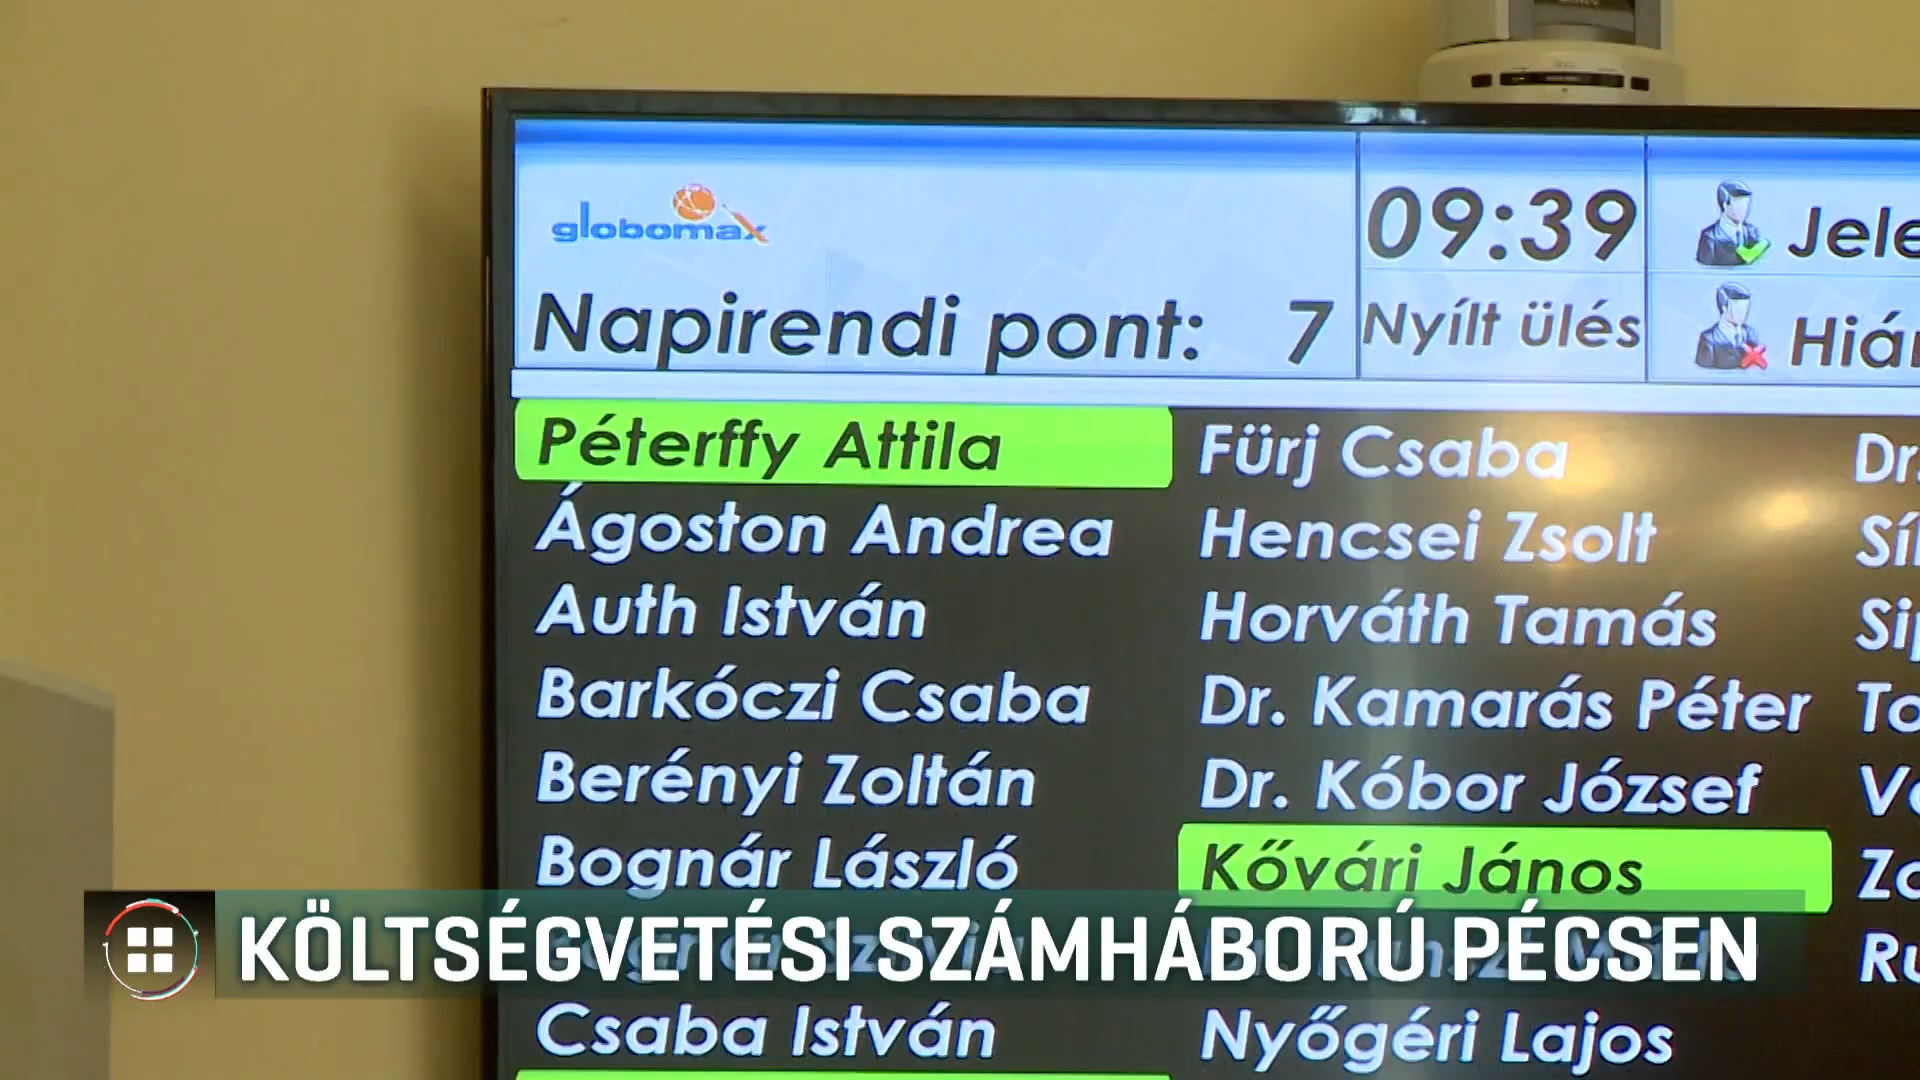 globomax
Napirendi pont: 7
09:39
Nyílt ülés
Péterffy Attila
Ágoston Andrea
Auth István
Barkóczi Csaba
Berényi Zoltán
Bognár László
Csaba István
Fürj Csaba
Hencsei Zsolt
Horváth Tamás
Dr. Kamarás Péter
Dr. Kóbor József
Kővári János
Nyőgéri Lajos
KÖLTSÉGVETÉSI SZÁMHÁBORÚ PÉCSEN